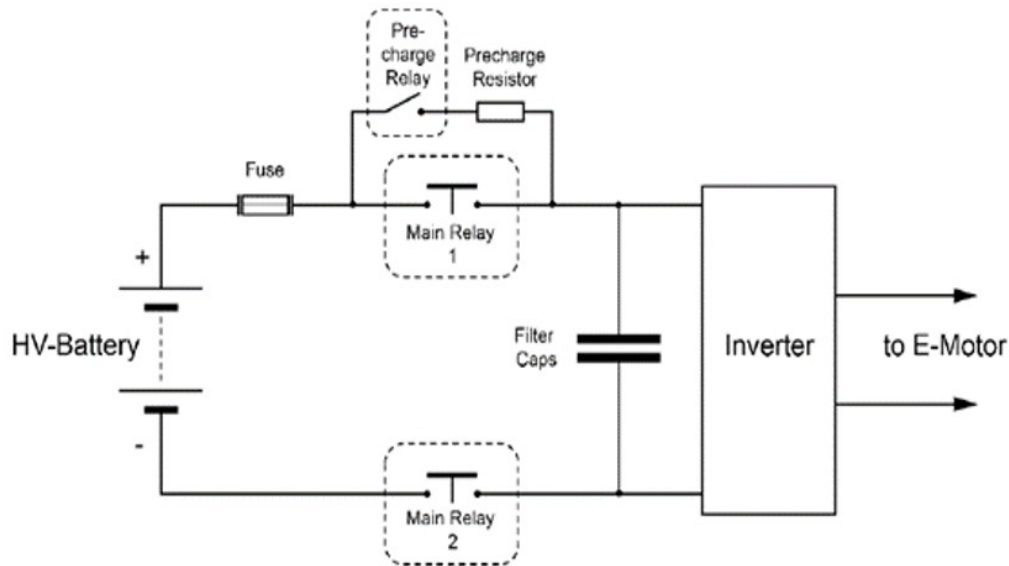 Pre-
charge
Relay
Precharge
Resistor
Fuse
Main Relay
1
+
HV-Battery
-
Filter
Caps
Inverter
to E-Motor
Main Relay
2